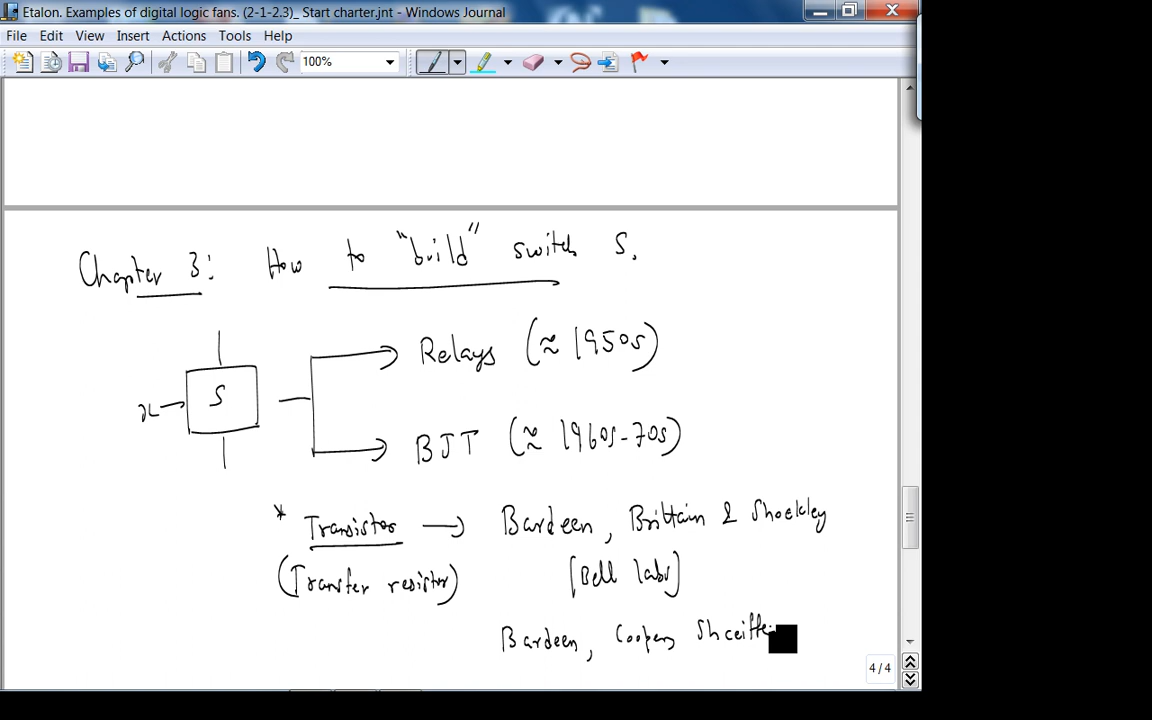 Etalon. Examples of digital logic fans. (2-1-2.3)_ Start charter.jnt - Windows Journal
File Edit View Insert Actions Tools Help
100%
Chapter 3: How to "build" switch S.
Relays (≈ 1950s)
x → S
BJT (≈ 1960s-70s)
* Transistor → Bardeen, Brittain & Shockley
(Transfer resistor) [Bell labs]
Bardeen, Cooper,
4 / 4